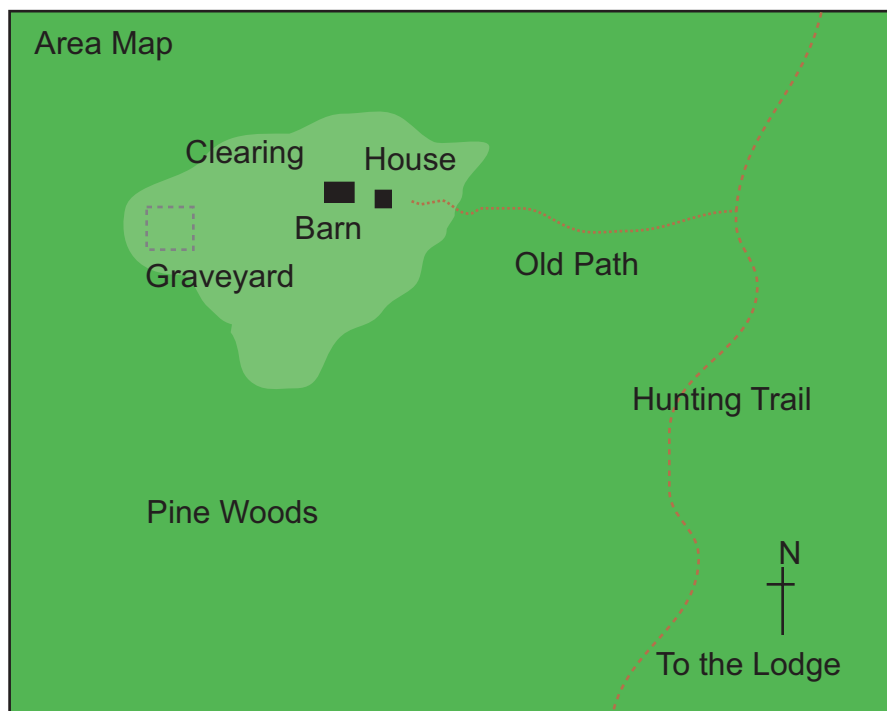 Area Map
Clearing
House
Barn
Graveyard
Old Path
Hunting Trail
Pine Woods
N
To the Lodge